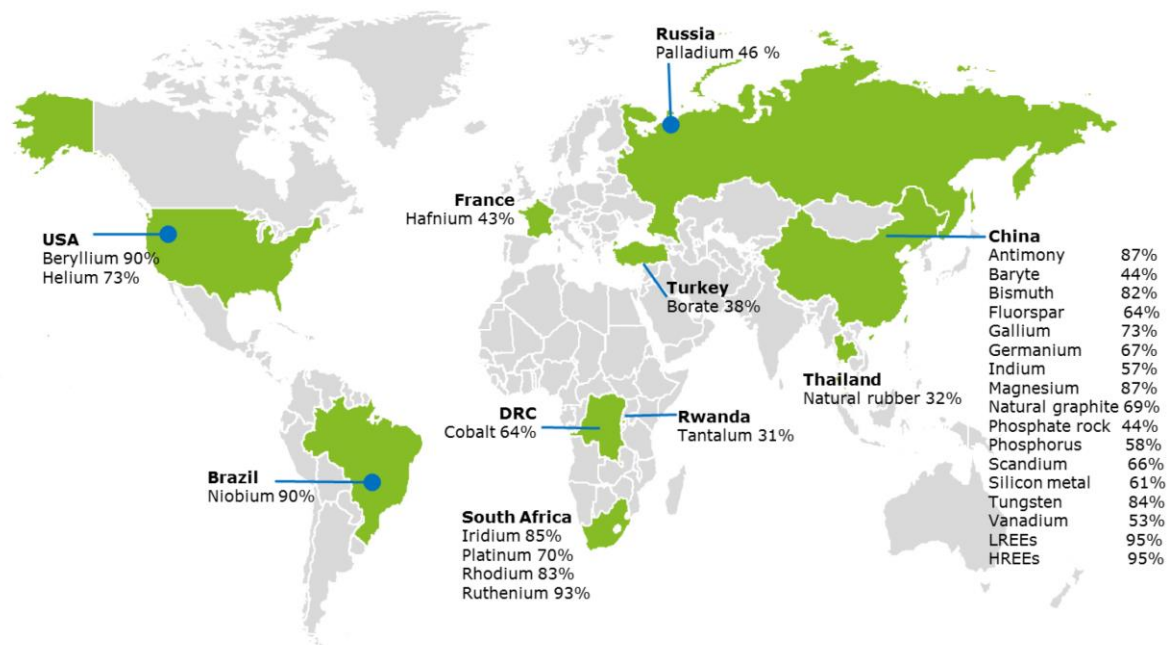 Russia
Palladium 46 %
France
Hafnium 43%
USA
Beryllium 90%
Helium 73%
Turkey
Borate 38%
China
Antimony 87%
Baryte 44%
Bismuth 82%
Fluorspar 64%
Gallium 73%
Germanium 67%
Indium 57%
Magnesium 87%
Natural graphite 69%
Phosphate rock 44%
Phosphorus 58%
Scandium 66%
Silicon metal 61%
Tungsten 84%
Vanadium 53%
LREEs 95%
HREEs 95%
Thailand
Natural rubber 32%
DRC
Cobalt 64%
Rwanda
Tantalum 31%
Brazil
Niobium 90%
South Africa
Iridium 85%
Platinum 70%
Rhodium 83%
Ruthenium 93%